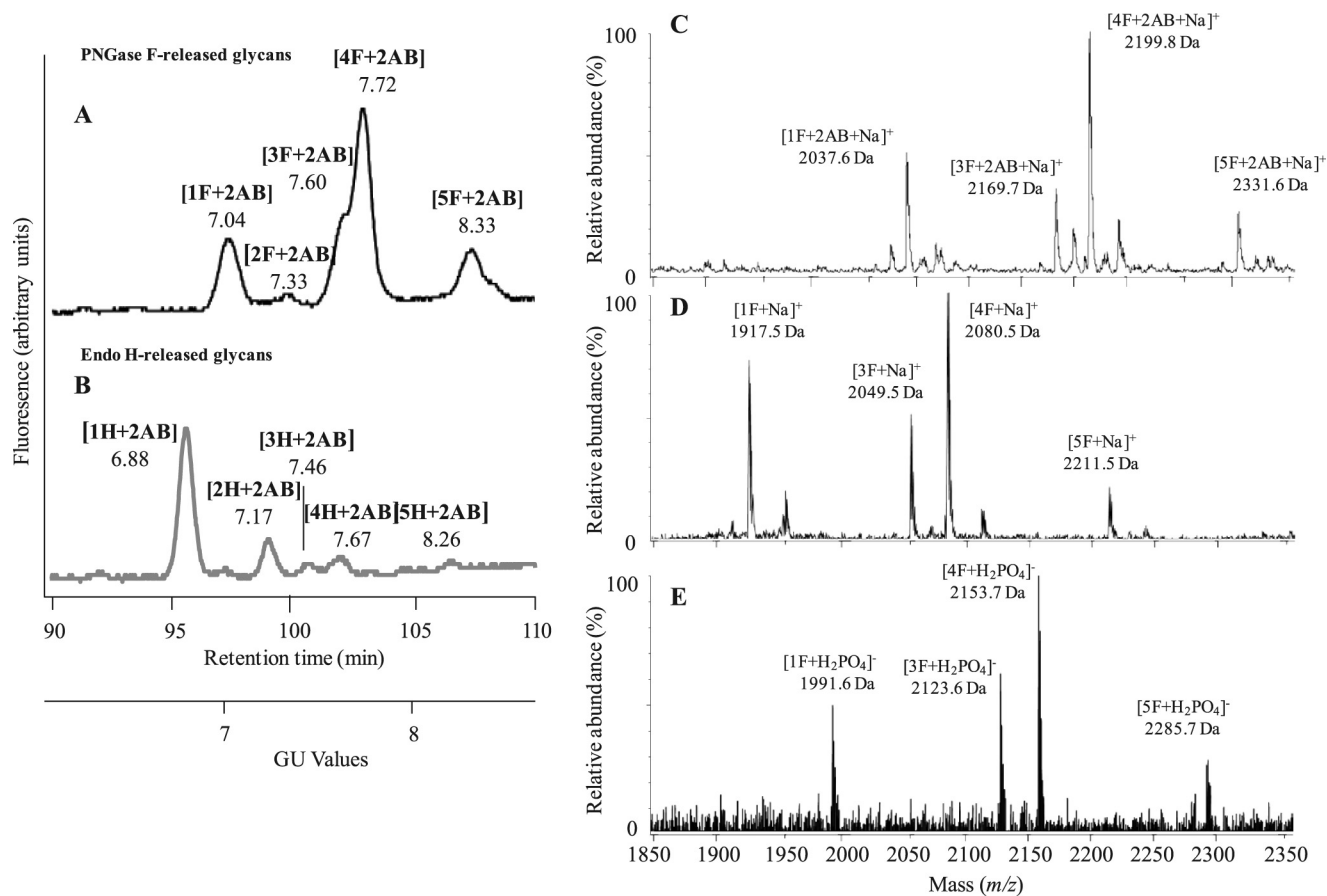 PNGase F-released glycans
A
[4F+2AB]
7.72
[3F+2AB]
7.60
[1F+2AB]
7.04
[2F+2AB]
7.33
[5F+2AB]
8.33
Endo H-released glycans
B
[1H+2AB]
6.88
[3H+2AB]
7.46
[2H+2AB]
7.17
[4H+2AB]
7.67
5H+2AB]
8.26
Fluoresence (arbitrary units)
90 95 100 105 110
Retention time (min)
7 8
GU Values
C
[4F+2AB+Na]+
2199.8 Da
[1F+2AB+Na]+
2037.6 Da
[3F+2AB+Na]+
2169.7 Da
[5F+2AB+Na]+
2331.6 Da
Relative abundance (%)
100
0
D
[1F+Na]+
1917.5 Da
[4F+Na]+
2080.5 Da
[3F+Na]+
2049.5 Da
[5F+Na]+
2211.5 Da
Relative abundance (%)
100
0
E
[4F+H₂PO₄]-
2153.7 Da
[1F+H₂PO₄]-
1991.6 Da
[3F+H₂PO₄]-
2123.6 Da
[5F+H₂PO₄]-
2285.7 Da
Relative abundance (%)
100
0
1850 1900 1950 2000 2050 2100 2150 2200 2250 2300 2350
Mass (m/z)